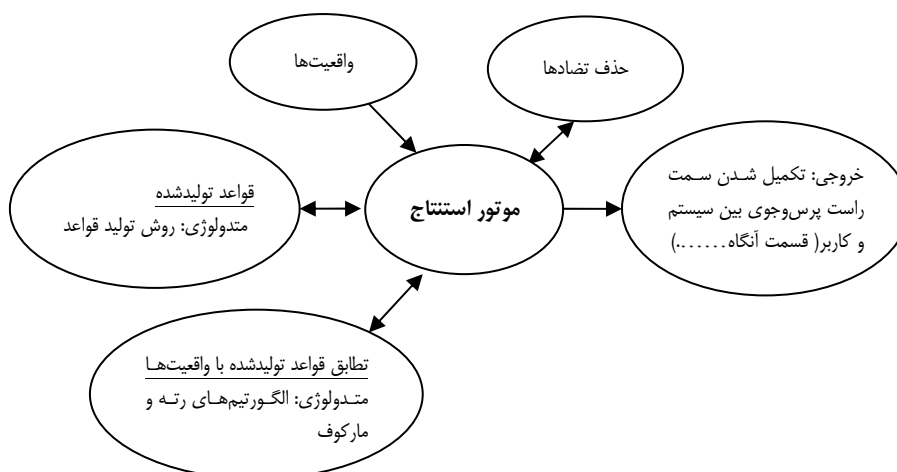 واقعیت‌ها
حذف تضادها
قواعد تولیدشده
متدولوژی: روش تولید قواعد
موتور استنتاج
خروجی: تکمیل شدن سمت
راست پرس‌وجوی بین سیستم
و کاربر( قسمت آنگاه.......)
تطابق قواعد تولیدشده با واقعیت‌ها
متدولوژی: الگورتیم‌های رته و
مارکوف